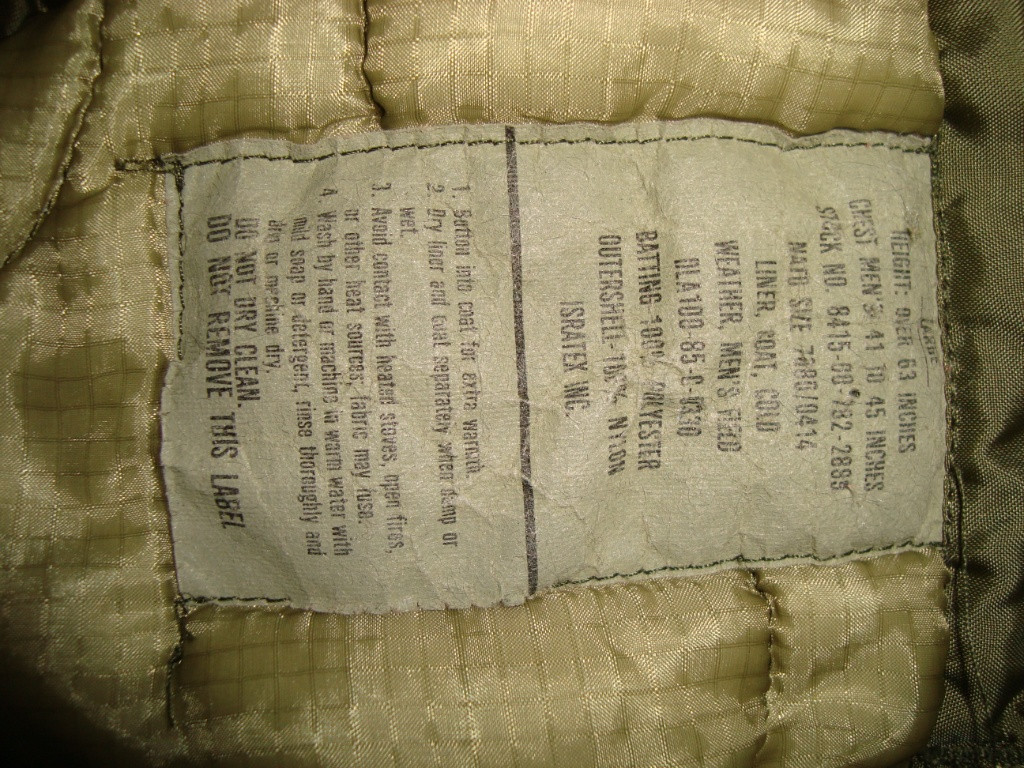 LARGE
HEIGHT: OVER 63 INCHES
CHEST MEN'S 41 TO 45 INCHES
STOCK NO 8415-00-782-2888
NATO SIZE 7080/0414
LINER, COAT, COLD
WEATHER, MEN'S FIELD
DLA100-85-C-0330
BATTING 100% POLYESTER
OUTERSHELL 100% NYLON
ISRATEX INC.
1. Button into coat for extra warmth.
2. Dry liner and coat separately when damp or
wet.
3. Avoid contact with heated stoves, open fires,
or other heat sources; fabric may fuse.
4. Wash by hand or machine in warm water with
mild soap or detergent, rinse thoroughly and
drip or machine dry.
DO NOT DRY CLEAN.
DO NOT REMOVE THIS LABEL